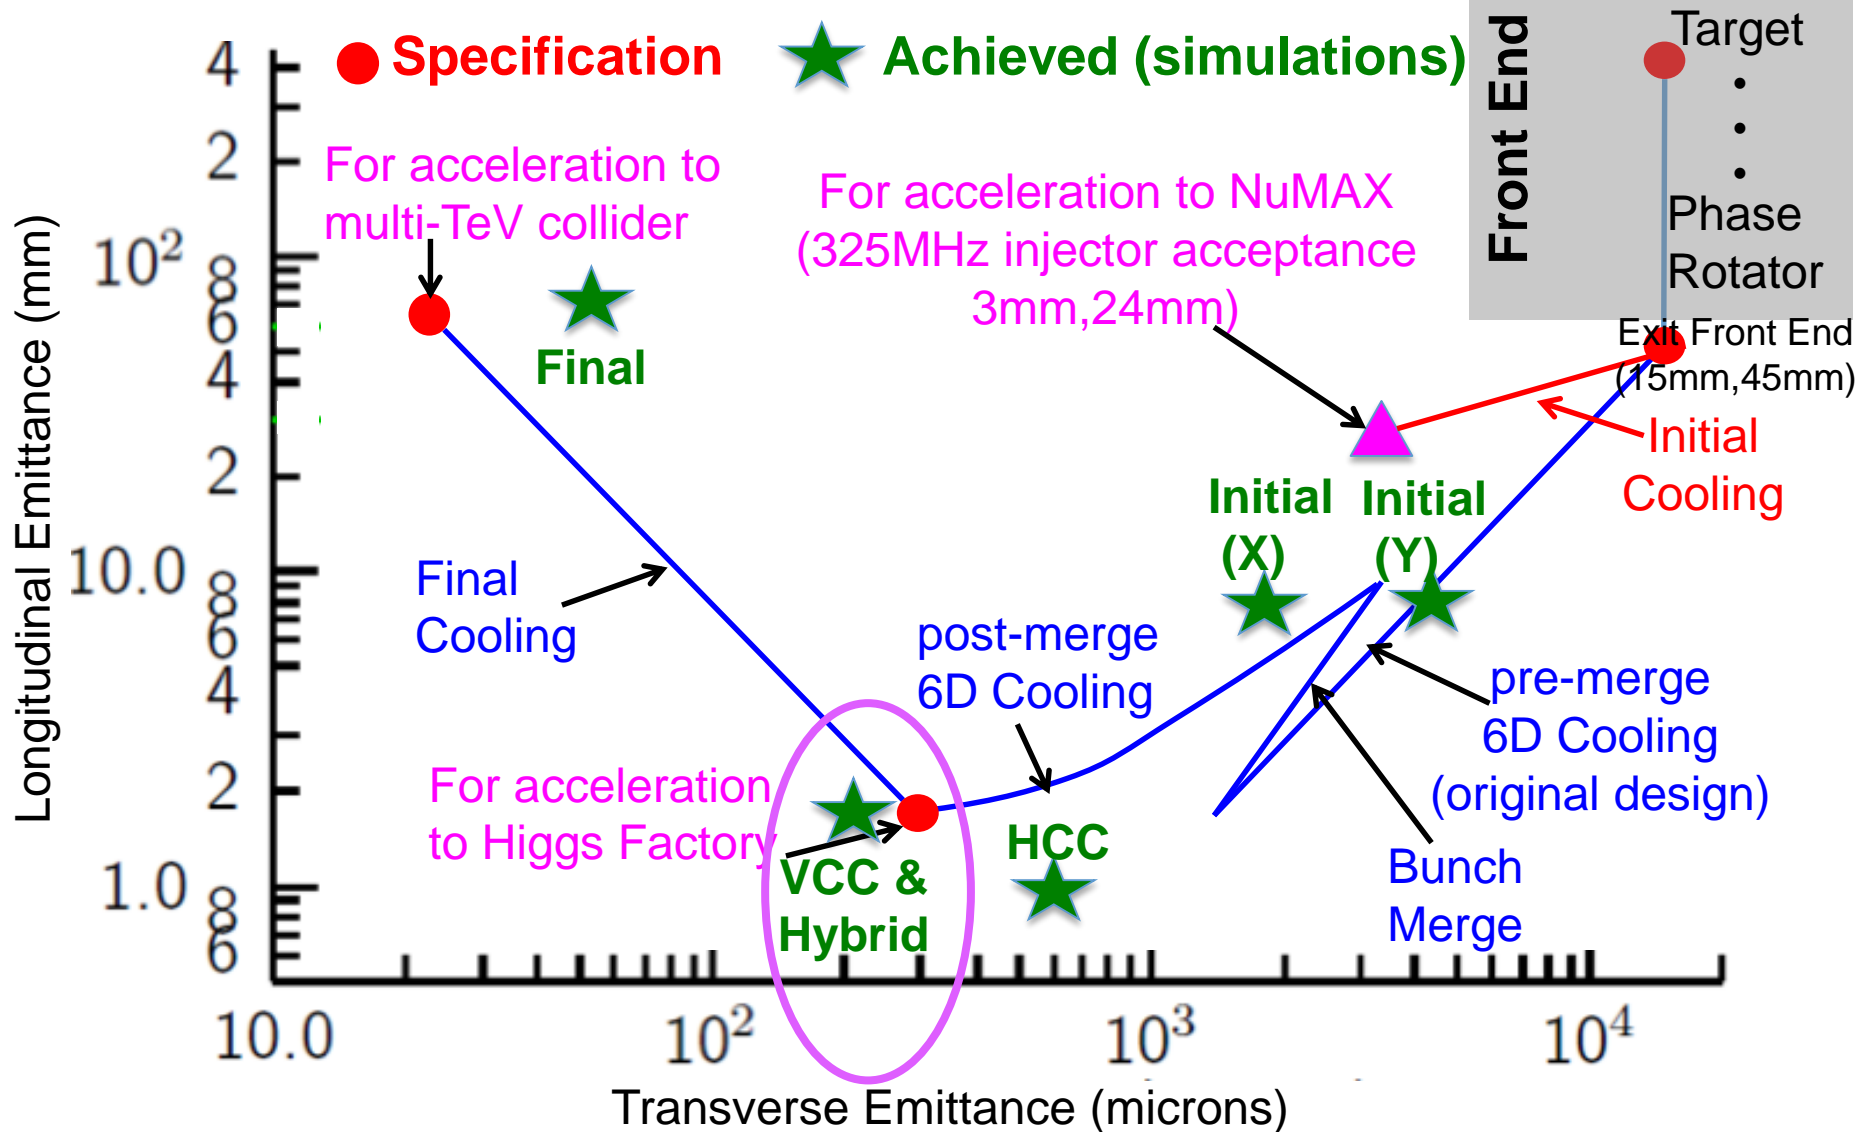 Specification
Achieved (simulations)
Front End
Target
Phase
Rotator
Exit Front End
(15mm,45mm)
For acceleration to
multi-TeV collider
For acceleration to NuMAX
(325MHz injector acceptance
3mm,24mm)
Final
Initial
Cooling
Initial
(X)
Initial
(Y)
Final
Cooling
post-merge
6D Cooling
pre-merge
6D Cooling
(original design)
For acceleration
to Higgs Factory
VCC &
Hybrid
HCC
Bunch
Merge
Longitudinal Emittance (mm)
4
2
10²
8
6
4
2
10.0
8
6
4
2
1.0
8
6
10.0
10²
10³
10⁴
Transverse Emittance (microns)